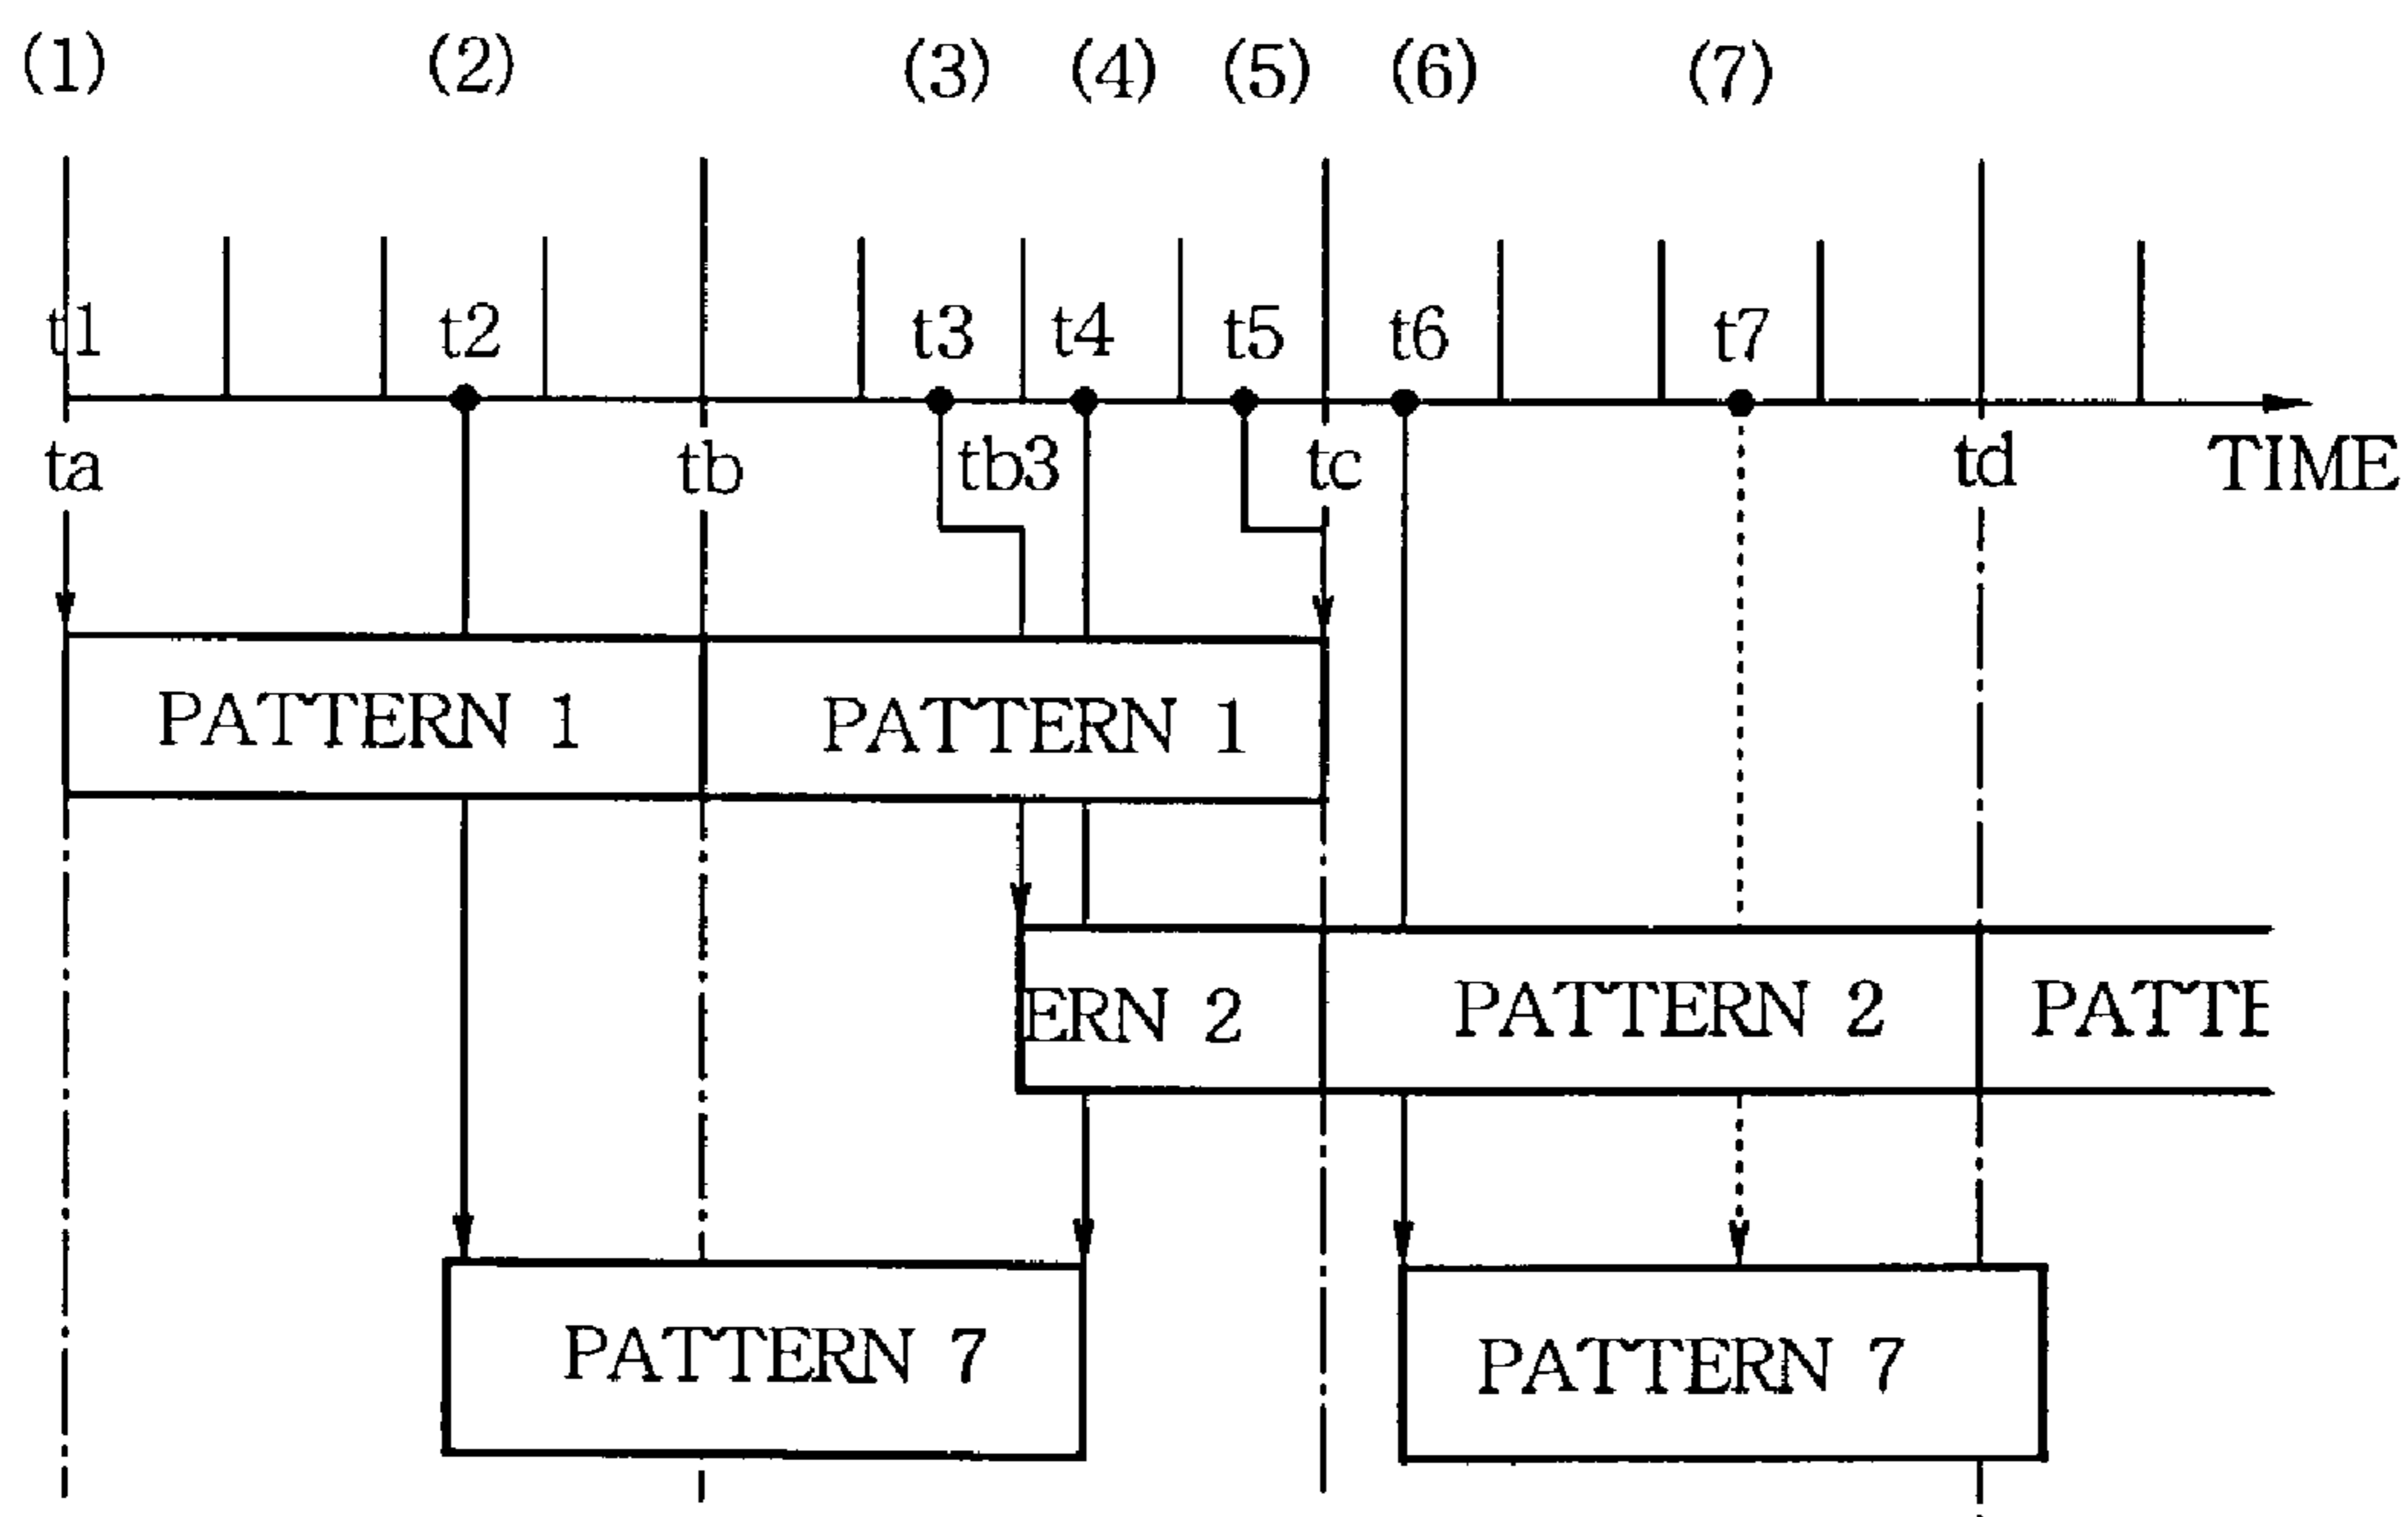 (1) (2) (3) (4) (5) (6) (7)
t1 t2 t3 t4 t5 t6 t7
ta tb tb3 tc td TIME
PATTERN 1 PATTERN 1
ERN 2 PATTERN 2 PATTE
PATTERN 7 PATTERN 7